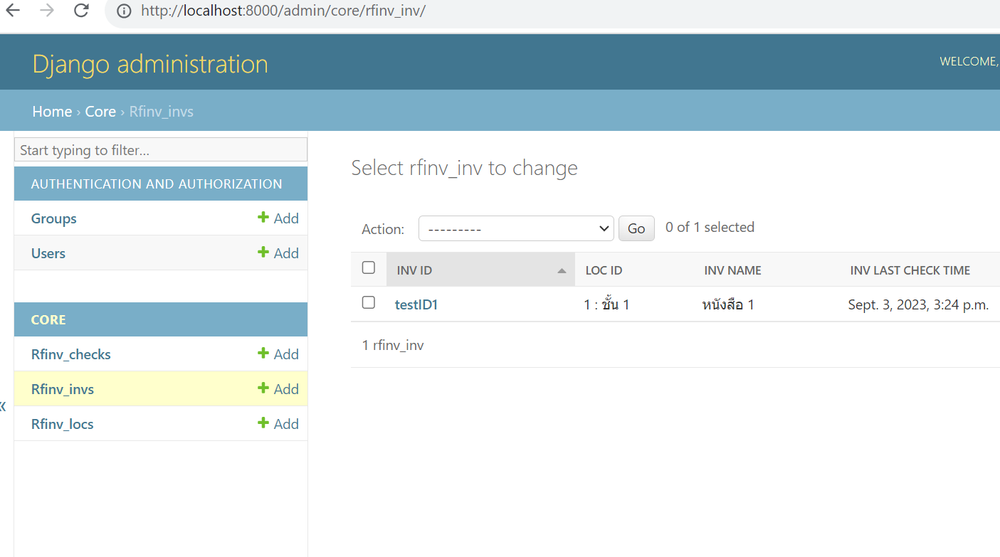 http://localhost:8000/admin/core/rfinv_inv/
Django administration
WELCOME,
Home › Core › Rfinv_invs
Start typing to filter...
AUTHENTICATION AND AUTHORIZATION
Groups Add
Users Add
CORE
Rfinv_checks Add
Rfinv_invs Add
Rfinv_locs Add
«
Select rfinv_inv to change
Action: --------- Go 0 of 1 selected
INV ID LOC ID INV NAME INV LAST CHECK TIME
testID1 1 : ชั้น 1 หนังสือ 1 Sept. 3, 2023, 3:24 p.m.
1 rfinv_inv